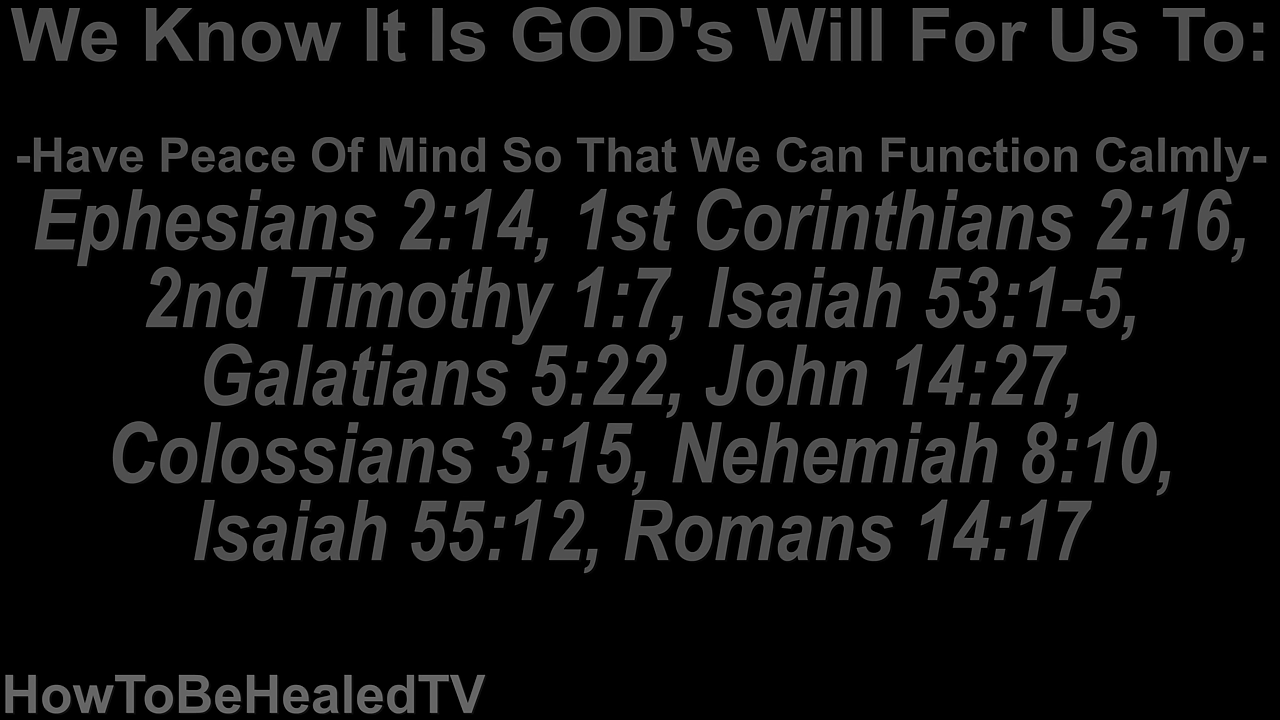 We Know It Is GOD's Will For Us To:
-Have Peace Of Mind So That We Can Function Calmly-
Ephesians 2:14, 1st Corinthians 2:16,
2nd Timothy 1:7, Isaiah 53:1-5,
Galatians 5:22, John 14:27,
Colossians 3:15, Nehemiah 8:10,
Isaiah 55:12, Romans 14:17
HowToBeHealedTV